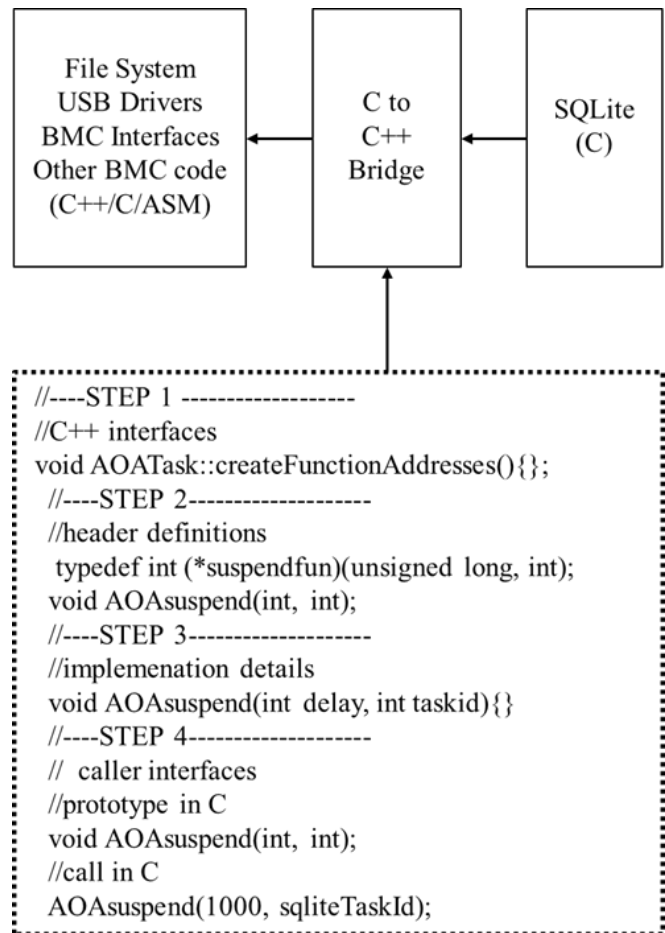 File System
USB Drivers
BMC Interfaces
Other BMC code
(C++/C/ASM)
C to
C++
Bridge
SQLite
(C)
//----STEP 1 -------------------
//C++ interfaces
void AOATask::createFunctionAddresses(){};
//----STEP 2--------------------
//header definitions
typedef int (*suspendfun)(unsigned long, int);
void AOAsuspend(int, int);
//----STEP 3--------------------
//implemenation details
void AOAsuspend(int delay, int taskid){}
//----STEP 4--------------------
// caller interfaces
//prototype in C
void AOAsuspend(int, int);
//call in C
AOAsuspend(1000, sqliteTaskId);